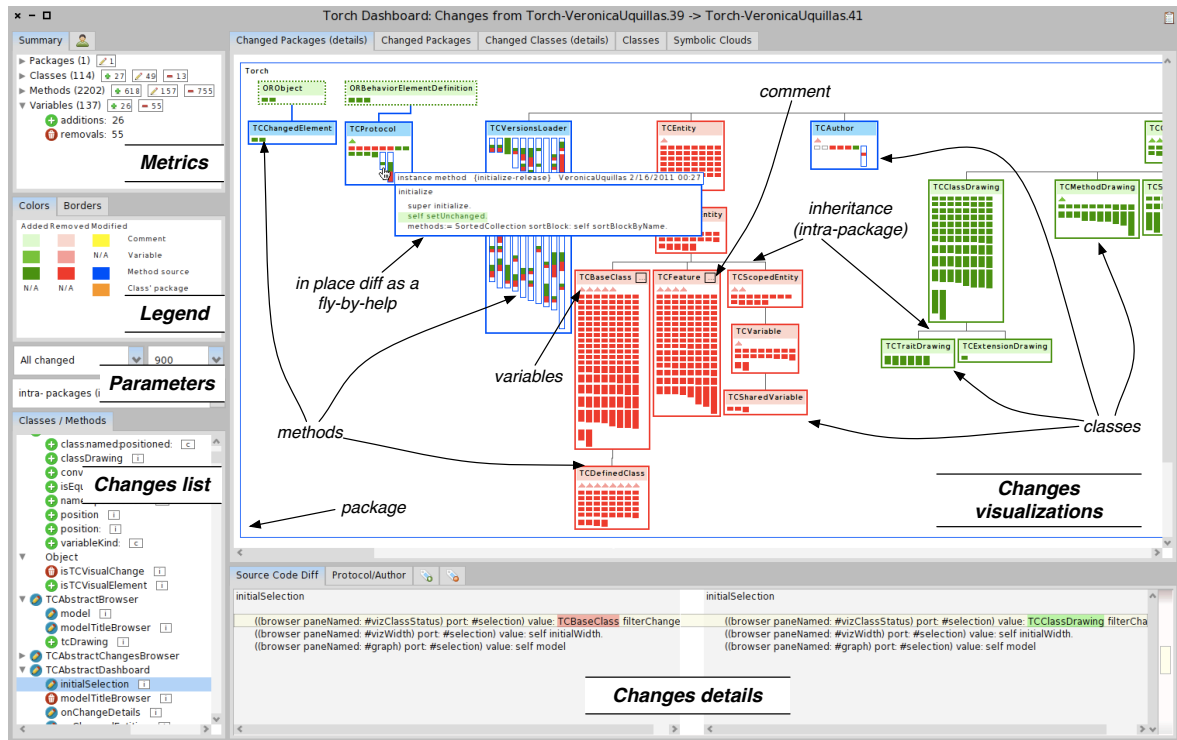 Torch Dashboard: Changes from Torch-VeronicaUquillas.39 -> Torch-VeronicaUquillas.41
Summary
Packages (1) 1
Classes (114) 27 49 13
Methods (2202) 618 157 755
Variables (137) 26 55
additions: 26
removals: 55
Metrics
Colors Borders
Added Removed Modified
Comment
N/A Variable
Method source
N/A N/A Class' package
Legend
All changed 900
Parameters
intra- packages (i
Classes / Methods
class:named:positioned: c
classDrawing i
conv
isEqu
Changes list
name
position i
position: i
variableKind: c
Object
isTCVisualChange i
isTCVisualElement i
TCAbstractBrowser
model i
modelTitleBrowser i
tcDrawing i
TCAbstractChangesBrowser
TCAbstractDashboard
initialSelection i
modelTitleBrowser i
onChangeDetails i
Changed Packages (details) Changed Packages Changed Classes (details) Classes Symbolic Clouds
Torch
ORObject
ORBehaviorElementDefinition
comment
TCChangedElement
TCProtocol
TCVersionsLoader
TCEntity
TCAuthor
instance method {initialize-release} VeronicaUquillas 2/16/2011 00:27
initialize
super initialize.
self setUnchanged.
methods:= SortedCollection sortBlock: self sortBlockByName.
ntity
TCClassDrawing
TCMethodDrawing
inheritance
(intra-package)
in place diff as a
fly-by-help
TCBaseClass
TCFeature
TCScopedEntity
TCVariable
TCTraitDrawing
TCExtensionDrawing
variables
TCSharedVariable
methods
classes
TCDefinedClass
package
Changes
visualizations
Source Code Diff Protocol/Author
initialSelection
((browser paneNamed: #vizClassStatus) port: #selection) value: TCBaseClass filterChange
((browser paneNamed: #vizWidth) port: #selection) value: self initialWidth.
((browser paneNamed: #graph) port: #selection) value: self model
initialSelection
((browser paneNamed: #vizClassStatus) port: #selection) value: TCClassDrawing filterCha
((browser paneNamed: #vizWidth) port: #selection) value: self initialWidth.
((browser paneNamed: #graph) port: #selection) value: self model
Changes details